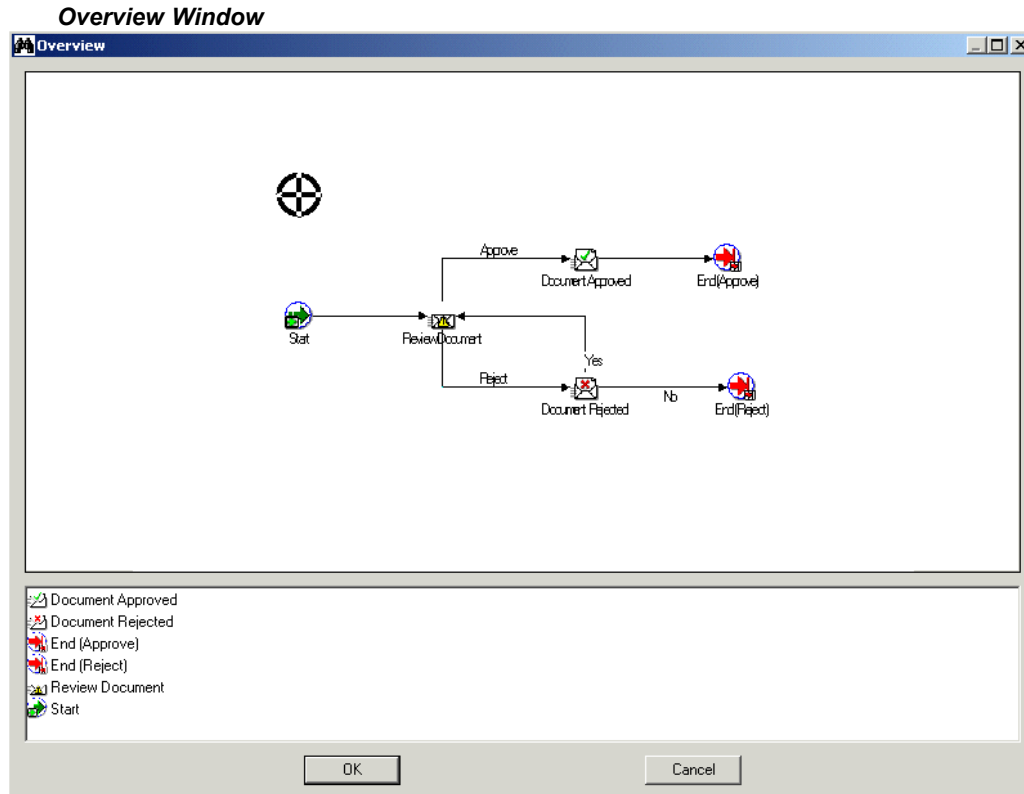 Overview Window
Overview
Approve
Document Approved
End(Approve)
Start
Review Document
Yes
Reject
Document Rejected
No
End(Reject)
Document Approved
Document Rejected
End (Approve)
End (Reject)
Review Document
Start
OK
Cancel